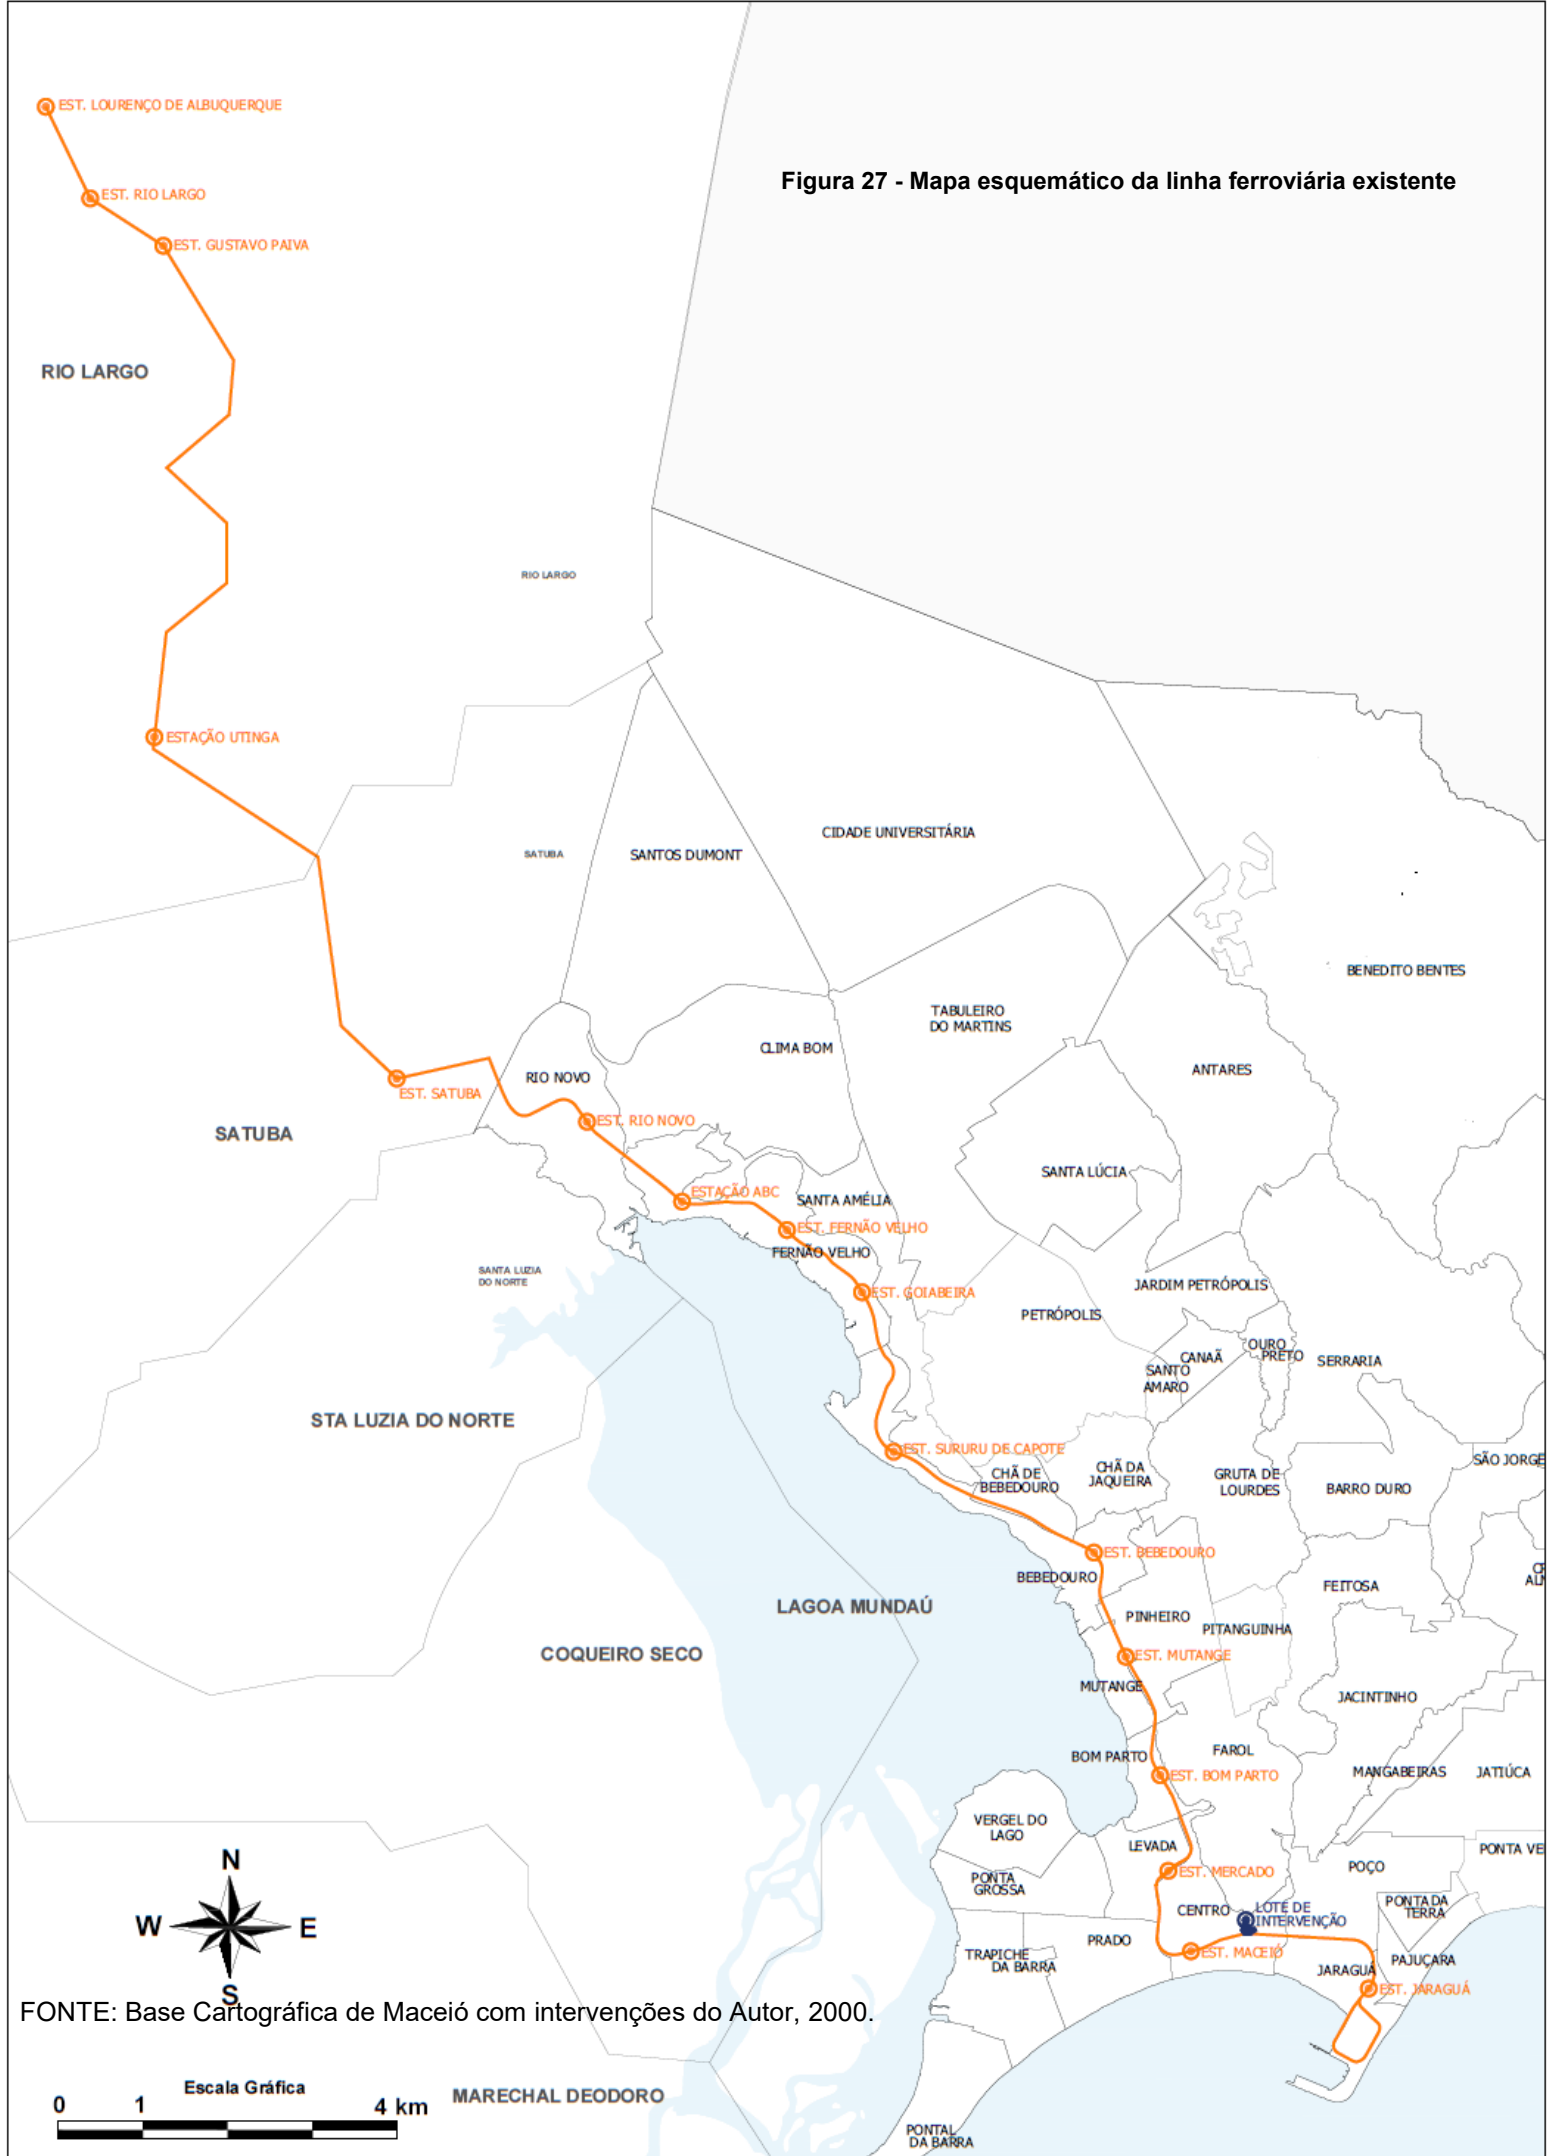 EST. LOURENÇO DE ALBUQUERQUE
Figura 27 - Mapa esquemático da linha ferroviária existente
EST. RIO LARGO
EST. GUSTAVO PAIVA
RIO LARGO
RIO LARGO
ESTAÇÃO UTINGA
CIDADE UNIVERSITÁRIA
SATUBA
SANTOS DUMONT
BENEDITO BENTES
TABULEIRO
DO MARTINS
CLIMA BOM
ANTARES
RIO NOVO
EST. SATUBA
EST. RIO NOVO
SATUBA
SANTA LÚCIA
ESTAÇÃO ABC
SANTA AMÉLIA
EST. FERNÃO VELHO
FERNÃO VELHO
SANTA LUZIA
DO NORTE
EST. GOIABEIRA
JARDIM PETRÓPOLIS
PETRÓPOLIS
OURO
PRETO
CANAÃ
SERRARIA
SANTO
AMARO
STA LUZIA DO NORTE
EST. SURURU DE CAPOTE
SÃO JORGE
CHÃ DE
BEBEDOURO
CHÃ DA
JAQUEIRA
GRUTA DE
LOURDES
BARRO DURO
EST. BEBEDOURO
BEBEDOURO
FEITOSA
LAGOA MUNDAÚ
PINHEIRO
PITANGUINHA
COQUEIRO SECO
EST. MUTANGE
MUTANGE
JACINTINHO
BOM PARTO
FAROL
EST. BOM PARTO
MANGABEIRAS
JATIÚCA
VERGEL DO
LAGO
LEVADA
PONTA VE
N
EST. MERCADO
POÇO
PONTA
GROSSA
W
E
CENTRO
LOTE DE
INTERVENÇÃO
PONTA DA
TERRA
PRADO
TRAPICHE
DA BARRA
EST. MACEIÓ
PAJUÇARA
JARAGUÁ
EST. JARAGUÁ
S
FONTE: Base Cartográfica de Maceió com intervenções do Autor, 2000.
Escala Gráfica
0 1 4 km
MARECHAL DEODORO
PONTAL
DA BARRA